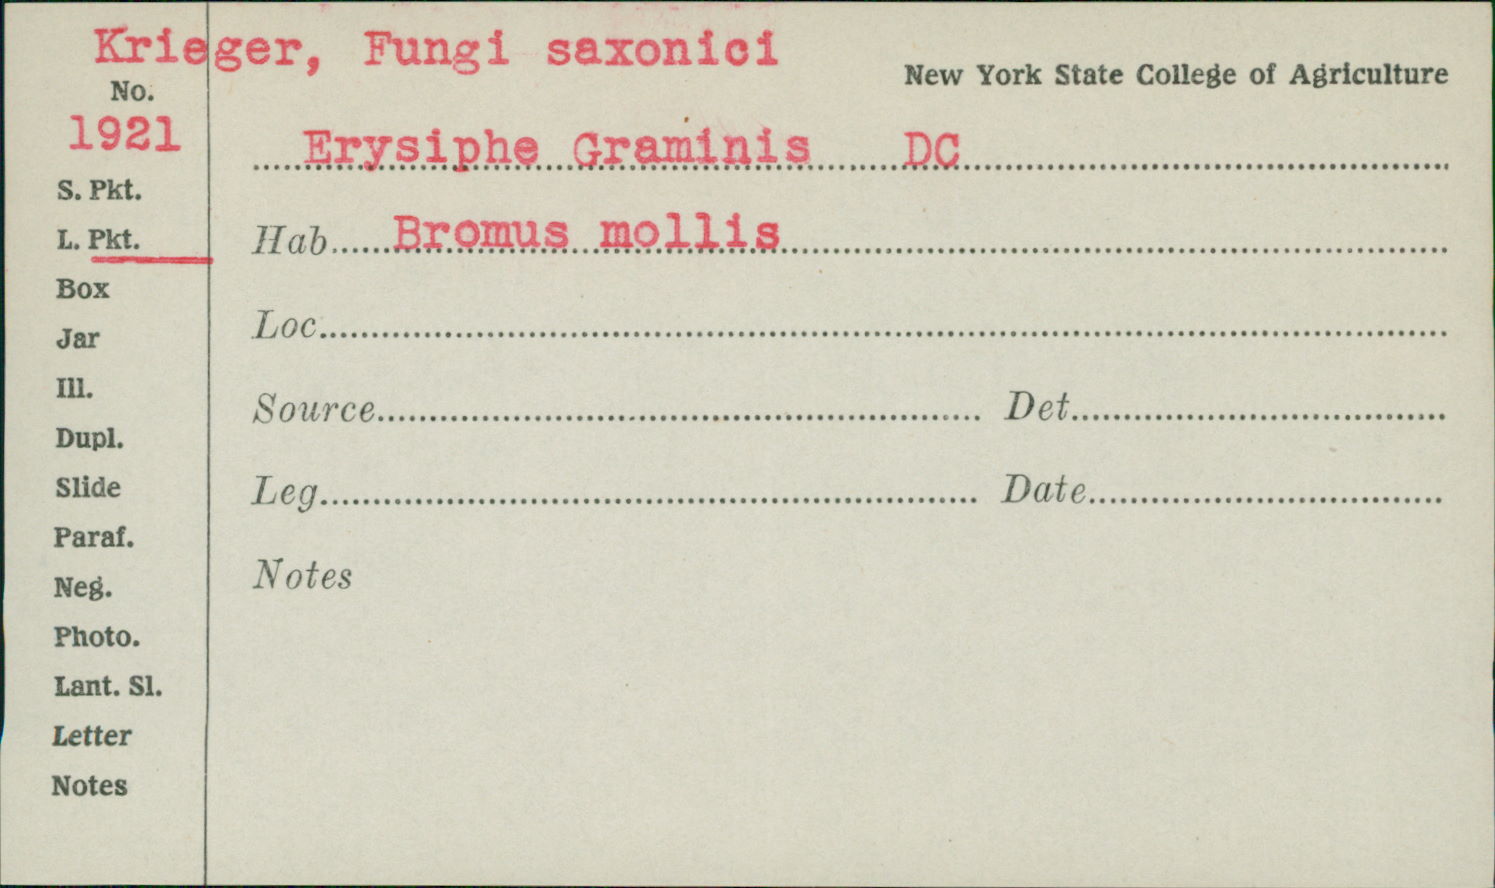 Krieger, Fungi saxonici
New York State College of Agriculture
No.
1921
Erysiphe Graminis DC
S. Pkt.
L. Pkt.
Hab. Bromus mollis
Box
Loc.
Jar
Ill.
Source
Det.
Dupl.
Slide
Leg.
Date
Paraf.
Neg.
Notes
Photo.
Lant. Sl.
Letter
Notes